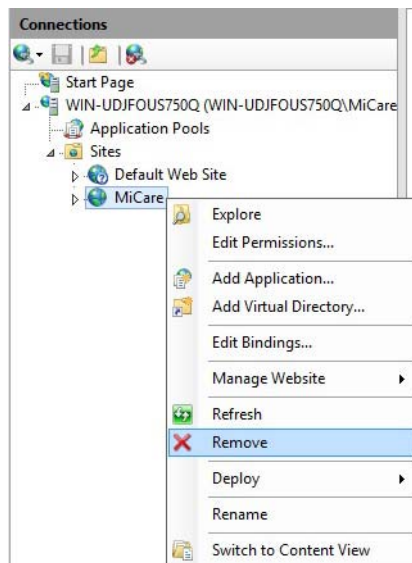 Connections
Start Page
WIN-UDJFOUS750Q (WIN-UDJFOUS750Q\MiCare
Application Pools
Sites
Default Web Site
MiCare
Explore
Edit Permissions...
Add Application...
Add Virtual Directory...
Edit Bindings...
Manage Website
Refresh
Remove
Deploy
Rename
Switch to Content View